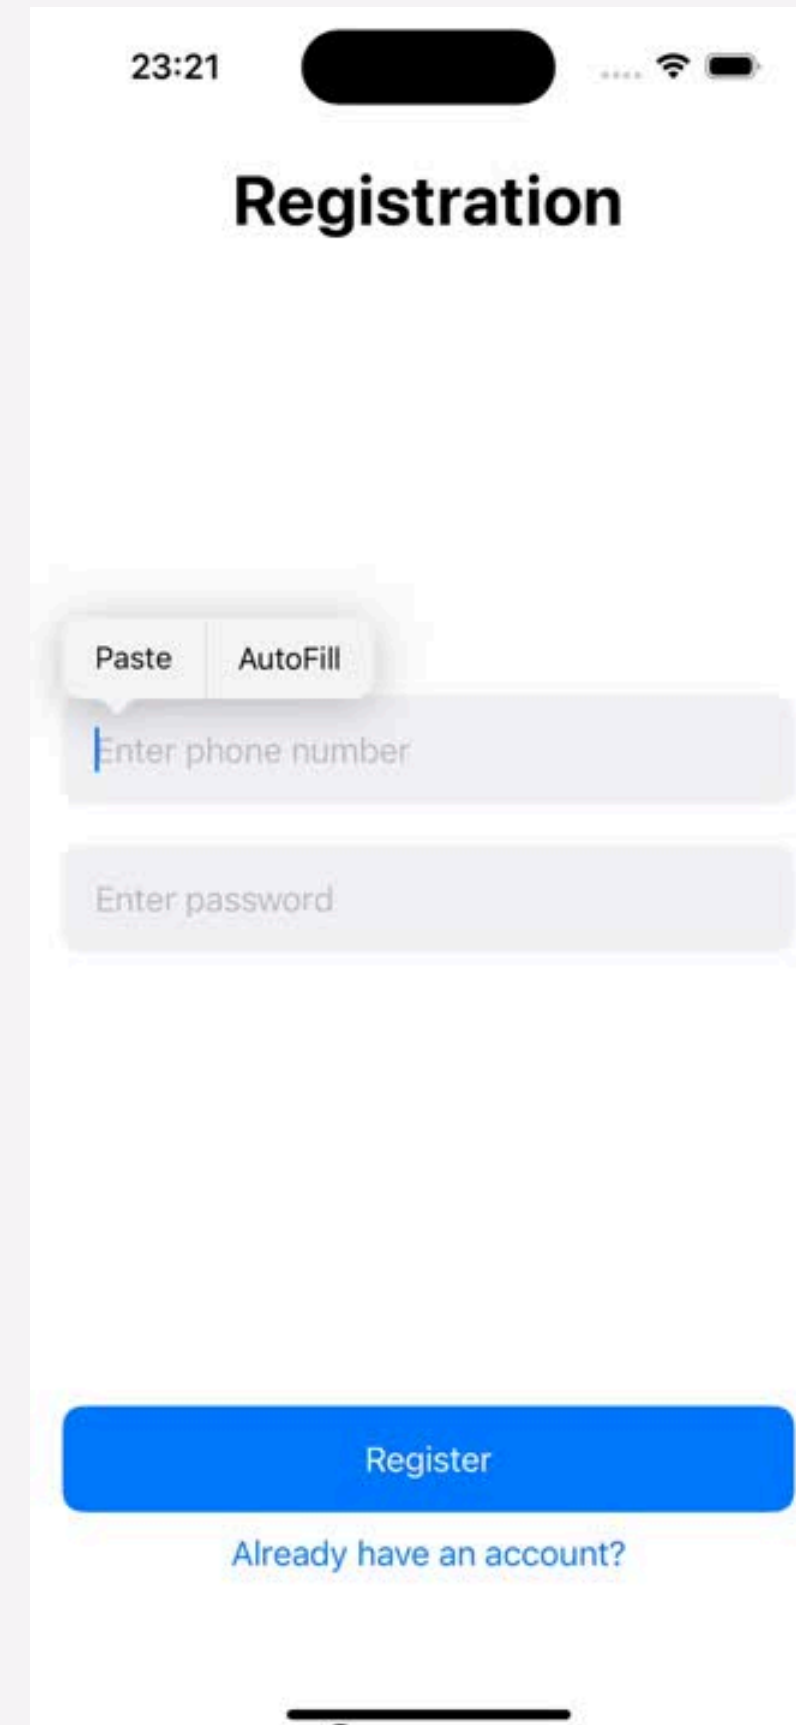 23:21
Registration
Paste AutoFill
Enter phone number
Enter password
Register
Already have an account?